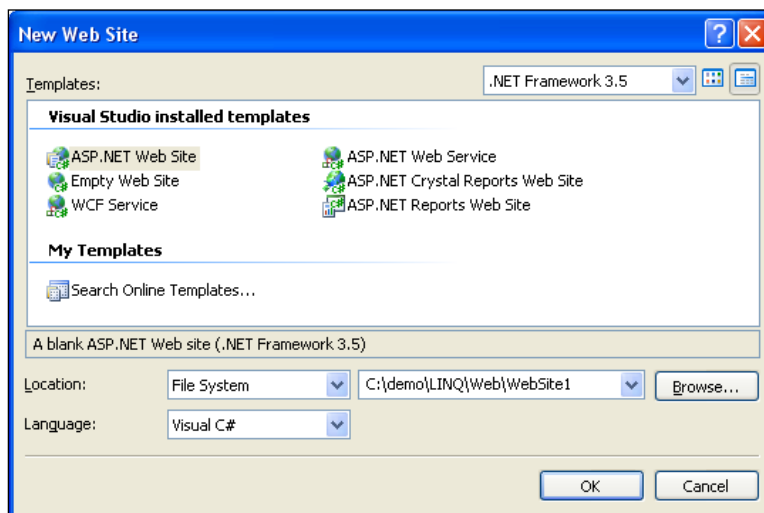 New Web Site
Templates:
.NET Framework 3.5
Visual Studio installed templates
ASP.NET Web Site
ASP.NET Web Service
Empty Web Site
ASP.NET Crystal Reports Web Site
WCF Service
ASP.NET Reports Web Site
My Templates
Search Online Templates...
A blank ASP.NET Web site (.NET Framework 3.5)
Location:
File System
C:\demo\LINQ\Web\WebSite1
Browse...
Language:
Visual C#
OK
Cancel